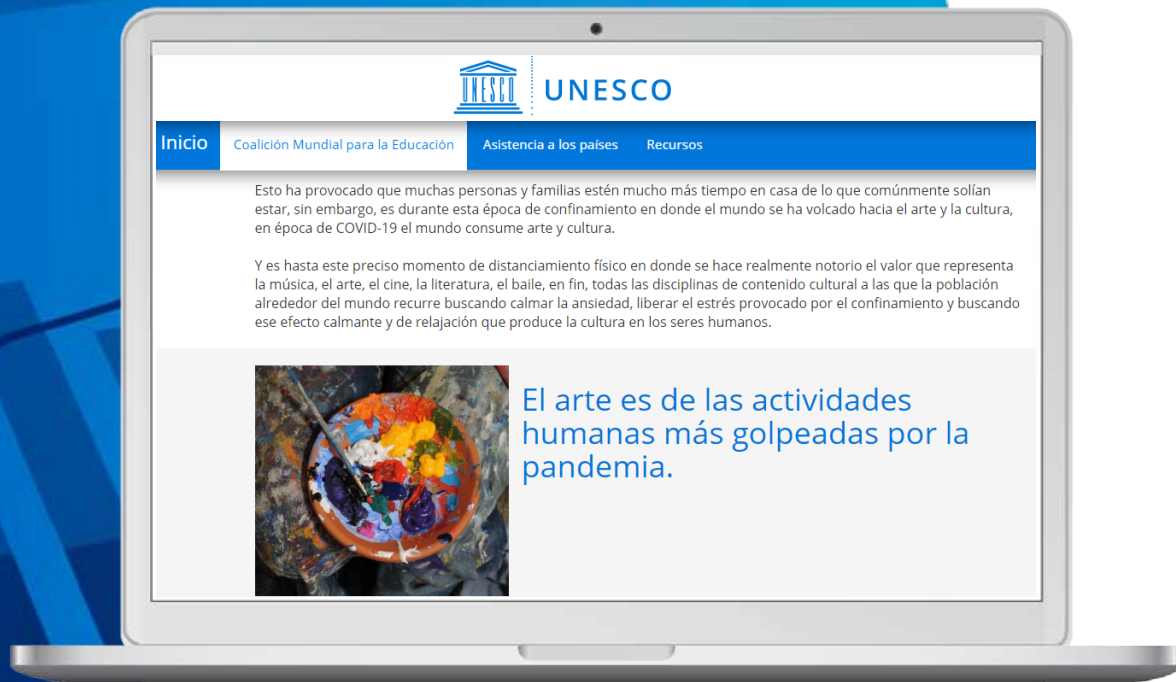 UNESCO
UNESCO
Inicio
Coalición Mundial para la Educación
Asistencia a los países
Recursos
Esto ha provocado que muchas personas y familias estén mucho más tiempo en casa de lo que comúnmente solían
estar, sin embargo, es durante esta época de confinamiento en donde el mundo se ha volcado hacia el arte y la cultura,
en época de COVID-19 el mundo consume arte y cultura.
Y es hasta este preciso momento de distanciamiento físico en donde se hace realmente notorio el valor que representa
la música, el arte, el cine, la literatura, el baile, en fin, todas las disciplinas de contenido cultural a las que la población
alrededor del mundo recurre buscando calmar la ansiedad, liberar el estrés provocado por el confinamiento y buscando
ese efecto calmante y de relajación que produce la cultura en los seres humanos.
El arte es de las actividades
humanas más golpeadas por la
pandemia.